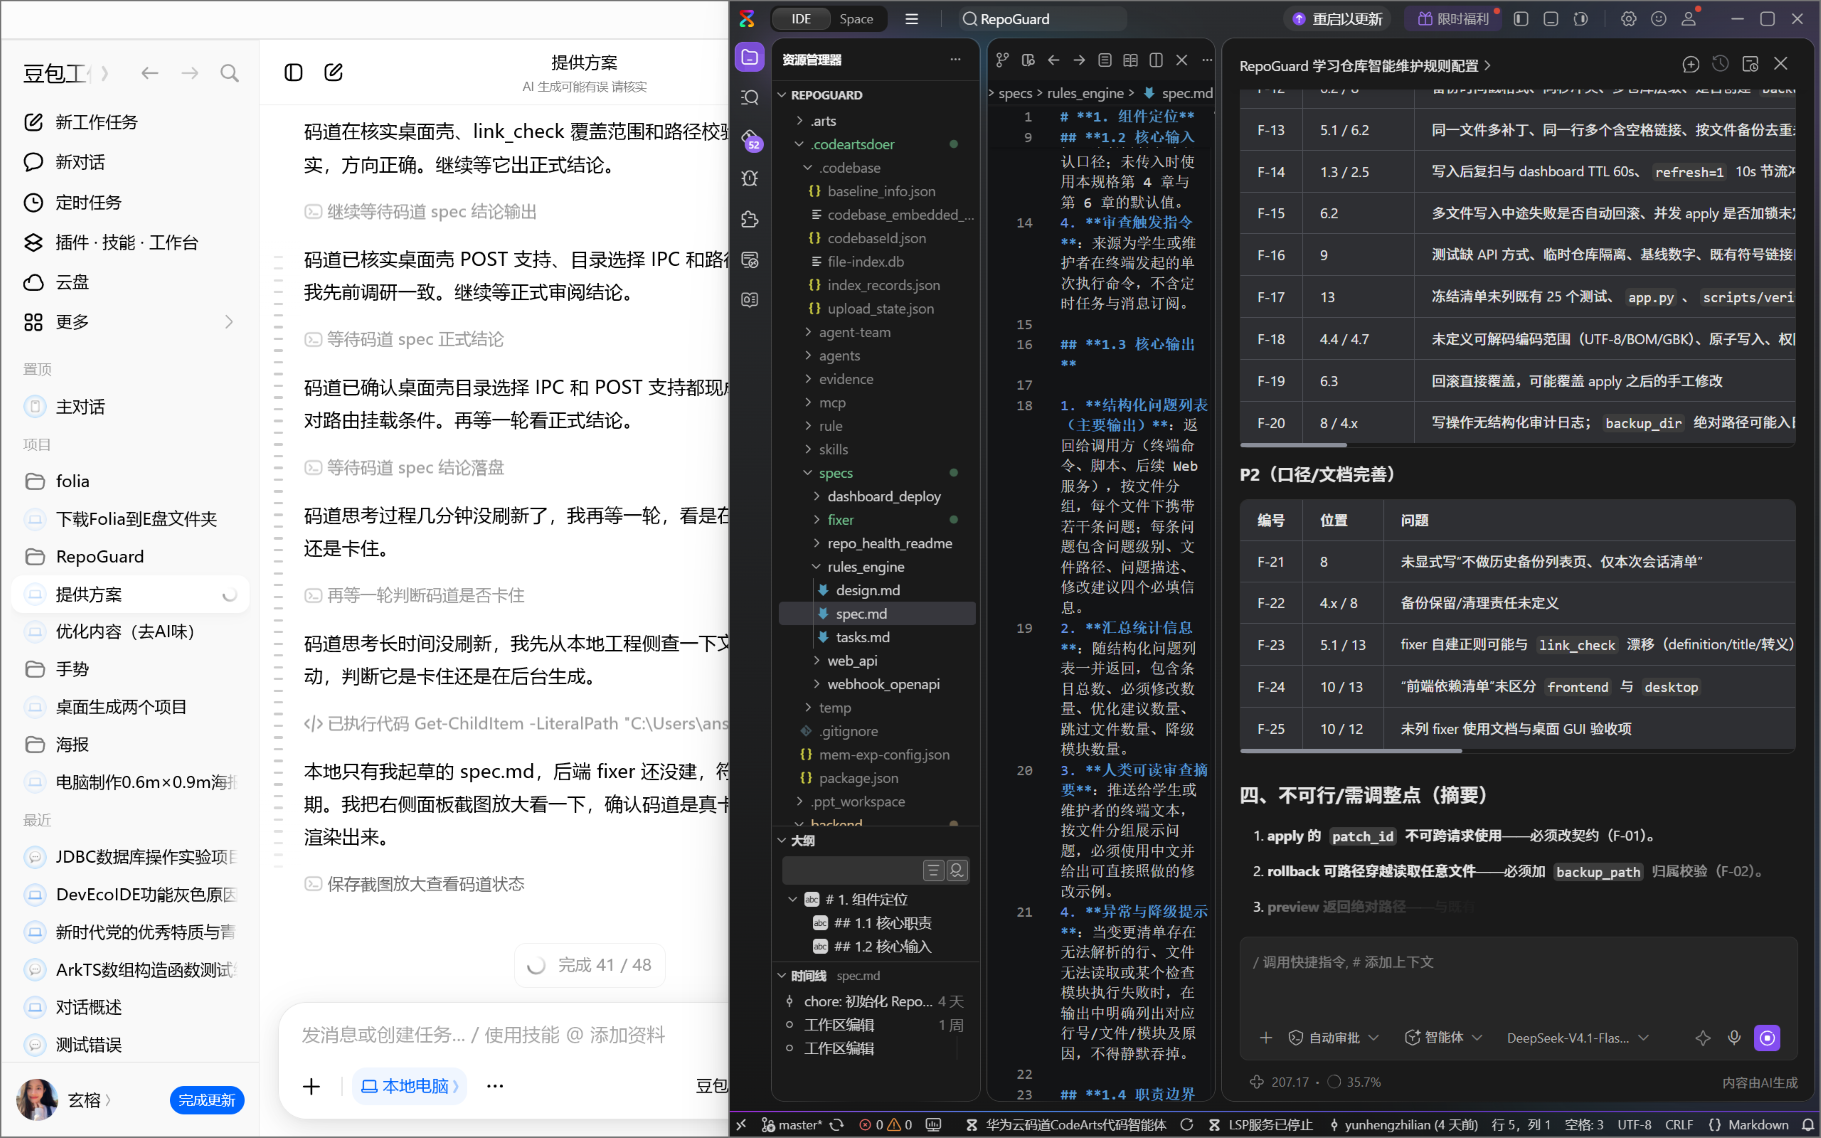 豆包工
新工作任务
新对话
定时任务
插件 · 技能 · 工作台
云盘
更多
置顶
主对话
项目
folia
下载Folia到E盘文件夹
RepoGuard
提供方案
优化内容（去AI味）
手势
桌面生成两个项目
海报
电脑制作0.6m×0.9m海报
最近
JDBC数据库操作实验项目
DevEcoIDE功能灰色原因
新时代党的优秀特质与青
ArkTS数组构造函数测试
对话概述
测试错误
玄榕
完成更新
提供方案
AI 生成可能有误 请核实
码道在核实桌面壳、link_check 覆盖范围和路径校验
实，方向正确。继续等它出正式结论。
继续等待码道 spec 结论输出
码道已核实桌面壳 POST 支持、目录选择 IPC 和路径
我先前调研一致。继续等正式审阅结论。
等待码道 spec 正式结论
码道已确认桌面壳目录选择 IPC 和 POST 支持都现成
对路由挂载条件。再等一轮看正式结论。
等待码道 spec 结论落盘
码道思考过程几分钟没刷新了，我再等一轮，看是在
还是卡住。
再等一轮判断码道是否卡住
码道思考长时间没刷新，我先从本地工程侧查一下文
动，判断它是卡住还是在后台生成。
已执行代码 Get-ChildItem -LiteralPath "C:\Users\ans
本地只有我起草的 spec.md，后端 fixer 还没建，符
期。我把右侧面板截图放大看一下，确认码道是真卡
渲染出来。
保存截图放大查看码道状态
完成 41 / 48
发消息或创建任务... / 使用技能 @ 添加资料
本地电脑
豆包
IDE
Space
RepoGuard
重启以更新
限时福利
52
资源管理器
REPOGUARD
.arts
.codeartsdoer
.codebase
baseline_info.json
codebase_embedded_...
codebaseId.json
file-index.db
index_records.json
upload_state.json
agent-team
agents
evidence
mcp
rule
skills
specs
dashboard_deploy
fixer
repo_health_readme
rules_engine
design.md
spec.md
tasks.md
web_api
webhook_openapi
temp
.gitignore
mem-exp-config.json
package.json
.ppt_workspace
backend
大纲
# 1. 组件定位
## 1.1 核心职责
## 1.2 核心输入
时间线 spec.md
chore: 初始化 Repo... 4 天
工作区编辑 1 周
工作区编辑
specs > rules_engine > spec.md
1 # **1. 组件定位**
9 ## **1.2 核心输入
认口径；未传入时使
用本规格第 4 章与
第 6 章的默认值。
14 4. **审查触发指令
**：来源为学生或维
护者在终端发起的单
次执行命令，不含定
时任务与消息订阅。
15
16 ## **1.3 核心输出
**
17
18 1. **结构化问题列表
（主要输出）**：返
回给调用方（终端命
令、脚本、后续 Web
服务），按文件分
组，每个文件下携带
若干条问题；每条问
题包含问题级别、文
件路径、问题描述、
修改建议四个必填信
息。
19 2. **汇总统计信息
**：随结构化问题列
表一并返回，包含条
目总数、必须修改数
量、优化建议数量、
跳过文件数量、降级
模块数量。
20 3. **人类可读审查摘
要**：推送给学生或
维护者的终端文本，
按文件分组展示问
题，必须使用中文并
给出可直接照做的修
改示例。
21 4. **异常与降级提示
**：当变更清单存在
无法解析的行、文件
无法读取或某个检查
模块执行失败时，在
输出中明确列出对应
行号/文件/模块及原
因，不得静默吞掉。
22
23 ## **1.4 职责边界
RepoGuard 学习仓库智能维护规则配置
F-13 5.1 / 6.2 同一文件多补丁、同一行多个含空格链接、按文件备份去重
F-14 1.3 / 2.5 写入后复扫与 dashboard TTL 60s、 refresh=1 10s 节流
F-15 6.2 多文件写入中途失败是否自动回滚、并发 apply 是否加锁未
F-16 9 测试缺 API 方式、临时仓库隔离、基线数字、既有符号链接
F-17 13 冻结清单未列既有 25 个测试、 app.py 、 scripts/veri
F-18 4.4 / 4.7 未定义可解码编码范围（UTF-8/BOM/GBK）、原子写入、权
F-19 6.3 回滚直接覆盖，可能覆盖 apply 之后的手工修改
F-20 8 / 4.x 写操作无结构化审计日志； backup_dir 绝对路径可能入
P2（口径/文档完善）
编号 位置 问题
F-21 8 未显式写“不做历史备份列表页、仅本次会话清单”
F-22 4.x / 8 备份保留/清理责任未定义
F-23 5.1 / 13 fixer 自建正则可能与 link_check 漂移（definition/title/转义）
F-24 10 / 13 “前端依赖清单”未区分 frontend 与 desktop
F-25 10 / 12 未列 fixer 使用文档与桌面 GUI 验收项
四、不可行/需调整点（摘要）
1. apply 的 patch_id 不可跨请求使用——必须改契约（F-01）。
2. rollback 可路径穿越读取任意文件——必须加 backup_path 归属校验（F-02）。
3. preview 返回绝对路径——与既有
/ 调用快捷指令, # 添加上下文
自动审批
智能体
DeepSeek-V4.1-Flas...
207.17 · 35.7%
内容由AI生成
master*
0
0
华为云码道CodeArts代码智能体
LSP服务已停止
yunhengzhilian (4 天前)
行 5，列 1
空格: 3
UTF-8
CRLF
Markdown